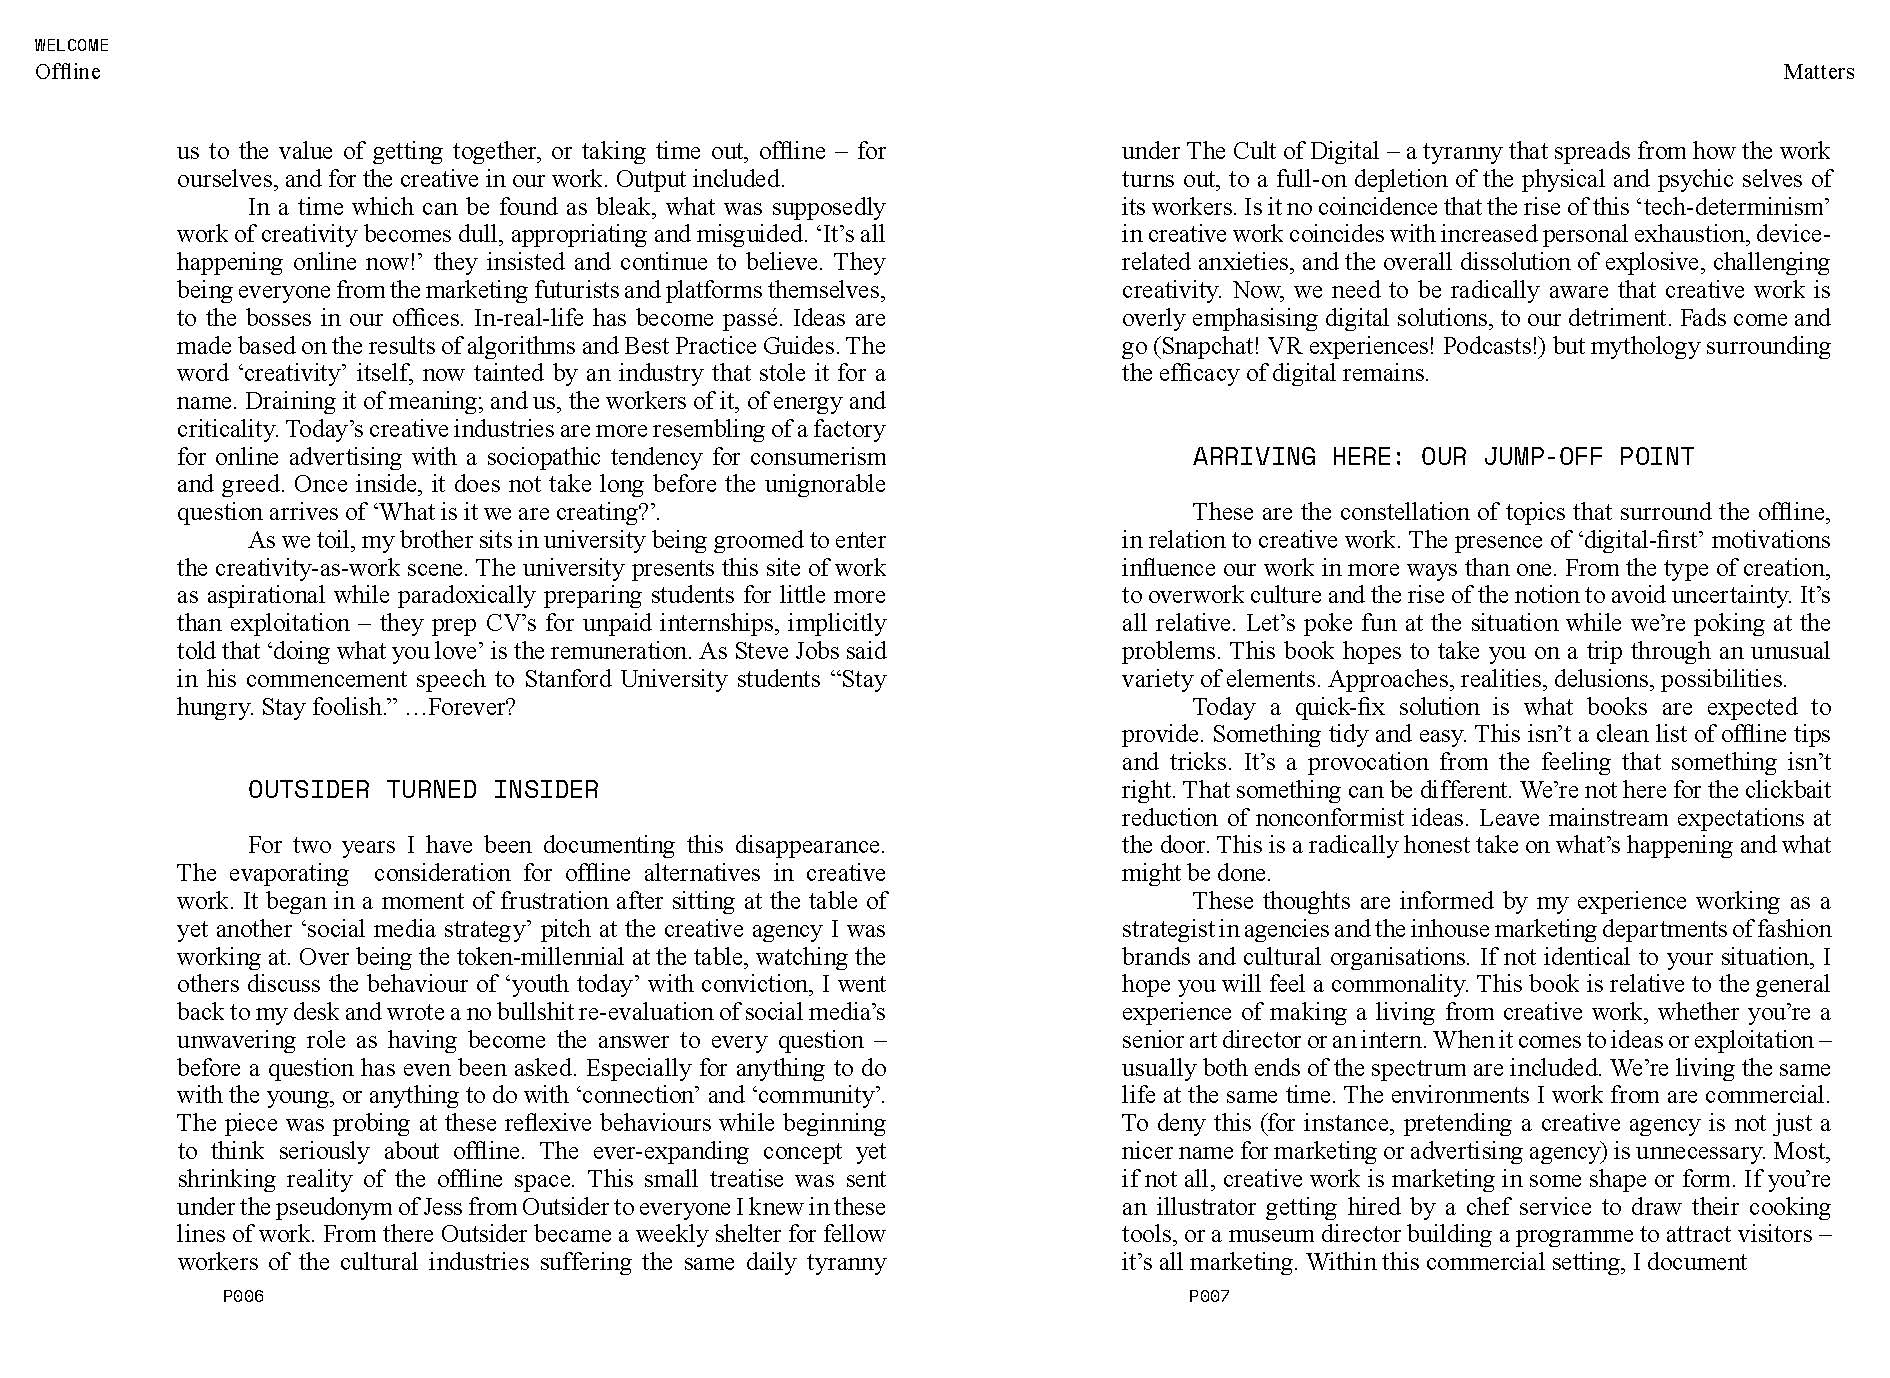 WELCOME
Offline
Matters
us to the value of getting together, or taking time out, offline – for
ourselves, and for the creative in our work. Output included.
In a time which can be found as bleak, what was supposedly
work of creativity becomes dull, appropriating and misguided. ‘It’s all
happening online now!’ they insisted and continue to believe. They
being everyone from the marketing futurists and platforms themselves,
to the bosses in our offices. In-real-life has become passé. Ideas are
made based on the results of algorithms and Best Practice Guides. The
word ‘creativity’ itself, now tainted by an industry that stole it for a
name. Draining it of meaning; and us, the workers of it, of energy and
criticality. Today’s creative industries are more resembling of a factory
for online advertising with a sociopathic tendency for consumerism
and greed. Once inside, it does not take long before the unignorable
question arrives of ‘What is it we are creating?’.
As we toil, my brother sits in university being groomed to enter
the creativity-as-work scene. The university presents this site of work
as aspirational while paradoxically preparing students for little more
than exploitation – they prep CV’s for unpaid internships, implicitly
told that ‘doing what you love’ is the remuneration. As Steve Jobs said
in his commencement speech to Stanford University students “Stay
hungry. Stay foolish.” …Forever?
OUTSIDER TURNED INSIDER
For two years I have been documenting this disappearance.
The evaporating consideration for offline alternatives in creative
work. It began in a moment of frustration after sitting at the table of
yet another ‘social media strategy’ pitch at the creative agency I was
working at. Over being the token-millennial at the table, watching the
others discuss the behaviour of ‘youth today’ with conviction, I went
back to my desk and wrote a no bullshit re-evaluation of social media’s
unwavering role as having become the answer to every question –
before a question has even been asked. Especially for anything to do
with the young, or anything to do with ‘connection’ and ‘community’.
The piece was probing at these reflexive behaviours while beginning
to think seriously about offline. The ever-expanding concept yet
shrinking reality of the offline space. This small treatise was sent
under the pseudonym of Jess from Outsider to everyone I knew in these
lines of work. From there Outsider became a weekly shelter for fellow
workers of the cultural industries suffering the same daily tyranny
P006
under The Cult of Digital – a tyranny that spreads from how the work
turns out, to a full-on depletion of the physical and psychic selves of
its workers. Is it no coincidence that the rise of this ‘tech-determinism’
in creative work coincides with increased personal exhaustion, device-
related anxieties, and the overall dissolution of explosive, challenging
creativity. Now, we need to be radically aware that creative work is
overly emphasising digital solutions, to our detriment. Fads come and
go (Snapchat! VR experiences! Podcasts!) but mythology surrounding
the efficacy of digital remains.
ARRIVING HERE: OUR JUMP-OFF POINT
These are the constellation of topics that surround the offline,
in relation to creative work. The presence of ‘digital-first’ motivations
influence our work in more ways than one. From the type of creation,
to overwork culture and the rise of the notion to avoid uncertainty. It’s
all relative. Let’s poke fun at the situation while we’re poking at the
problems. This book hopes to take you on a trip through an unusual
variety of elements. Approaches, realities, delusions, possibilities.
Today a quick-fix solution is what books are expected to
provide. Something tidy and easy. This isn’t a clean list of offline tips
and tricks. It’s a provocation from the feeling that something isn’t
right. That something can be different. We’re not here for the clickbait
reduction of nonconformist ideas. Leave mainstream expectations at
the door. This is a radically honest take on what’s happening and what
might be done.
These thoughts are informed by my experience working as a
strategist in agencies and the inhouse marketing departments of fashion
brands and cultural organisations. If not identical to your situation, I
hope you will feel a commonality. This book is relative to the general
experience of making a living from creative work, whether you’re a
senior art director or an intern. When it comes to ideas or exploitation –
usually both ends of the spectrum are included. We’re living the same
life at the same time. The environments I work from are commercial.
To deny this (for instance, pretending a creative agency is not just a
nicer name for marketing or advertising agency) is unnecessary. Most,
if not all, creative work is marketing in some shape or form. If you’re
an illustrator getting hired by a chef service to draw their cooking
tools, or a museum director building a programme to attract visitors –
it’s all marketing. Within this commercial setting, I document
P007